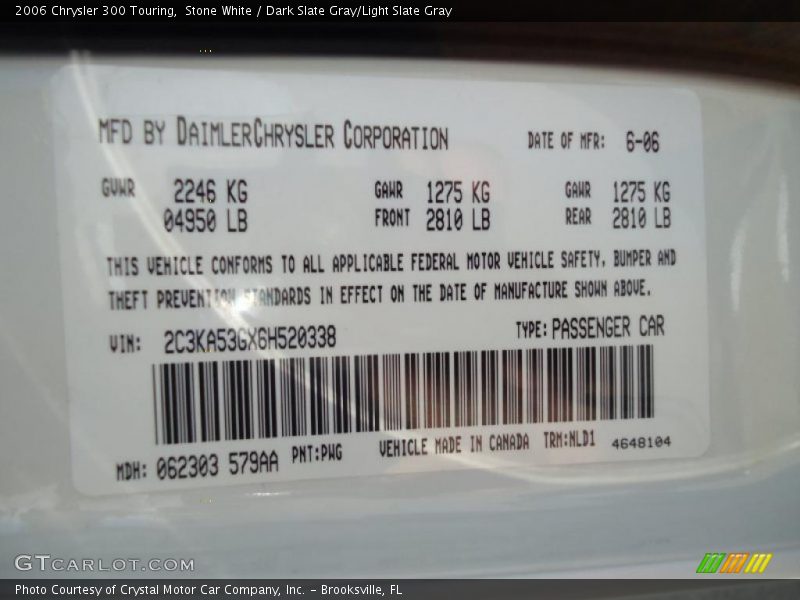 2006 Chrysler 300 Touring,  Stone White / Dark Slate Gray/Light Slate Gray
MFD BY DAIMLERCHRYSLER CORPORATION DATE OF MFR: 6-06
GVWR 2246 KG GAWR 1275 KG GAWR 1275 KG
04950 LB FRONT 2810 LB REAR 2810 LB
THIS VEHICLE CONFORMS TO ALL APPLICABLE FEDERAL MOTOR VEHICLE SAFETY, BUMPER AND
THEFT PREVENTION STANDARDS IN EFFECT ON THE DATE OF MANUFACTURE SHOWN ABOVE.
VIN: 2C3KA53GX6H520338 TYPE: PASSENGER CAR
MDH: 062303 579AA PNT:PWG VEHICLE MADE IN CANADA TRM:NLD1 4648104
GTCARLOT.COM
Photo Courtesy of Crystal Motor Car Company, Inc. – Brooksville, FL